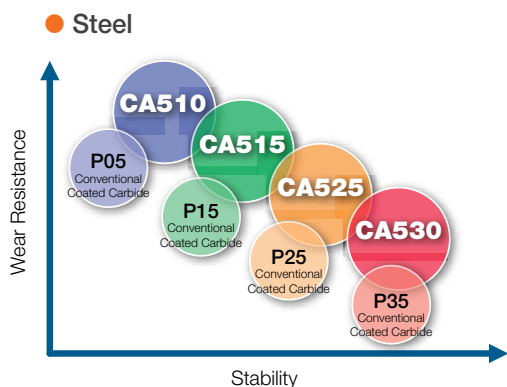 Steel
Wear Resistance
CA510
P05
Conventional
Coated Carbide
CA515
P15
Conventional
Coated Carbide
CA525
P25
Conventional
Coated Carbide
CA530
P35
Conventional
Coated Carbide
Stability